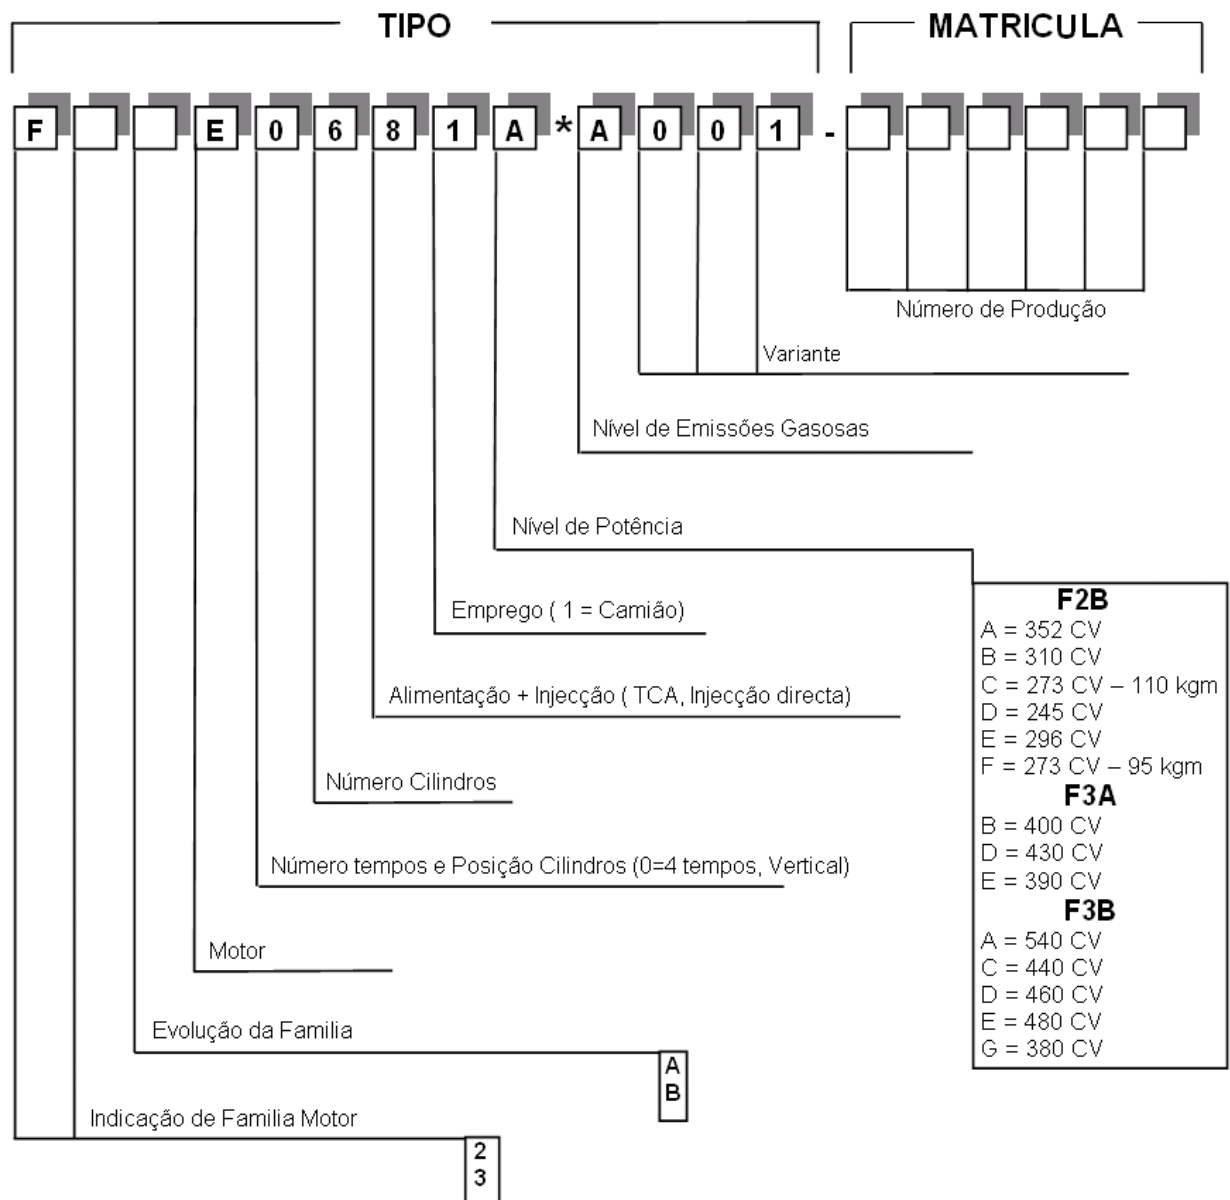 TIPO
MATRICULA
F E 0 6 8 1 A * A 0 0 1 -
Número de Produção
Variante
Nível de Emissões Gasosas
Nível de Potência
Emprego ( 1 = Camião)
Alimentação + Injecção ( TCA, Injecção directa)
Número Cilindros
Número tempos e Posição Cilindros (0=4 tempos, Vertical)
Motor
Evolução da Familia
A
B
Indicação de Familia Motor
2
3
F2B
A = 352 CV
B = 310 CV
C = 273 CV – 110 kgm
D = 245 CV
E = 296 CV
F = 273 CV – 95 kgm
F3A
B = 400 CV
D = 430 CV
E = 390 CV
F3B
A = 540 CV
C = 440 CV
D = 460 CV
E = 480 CV
G = 380 CV